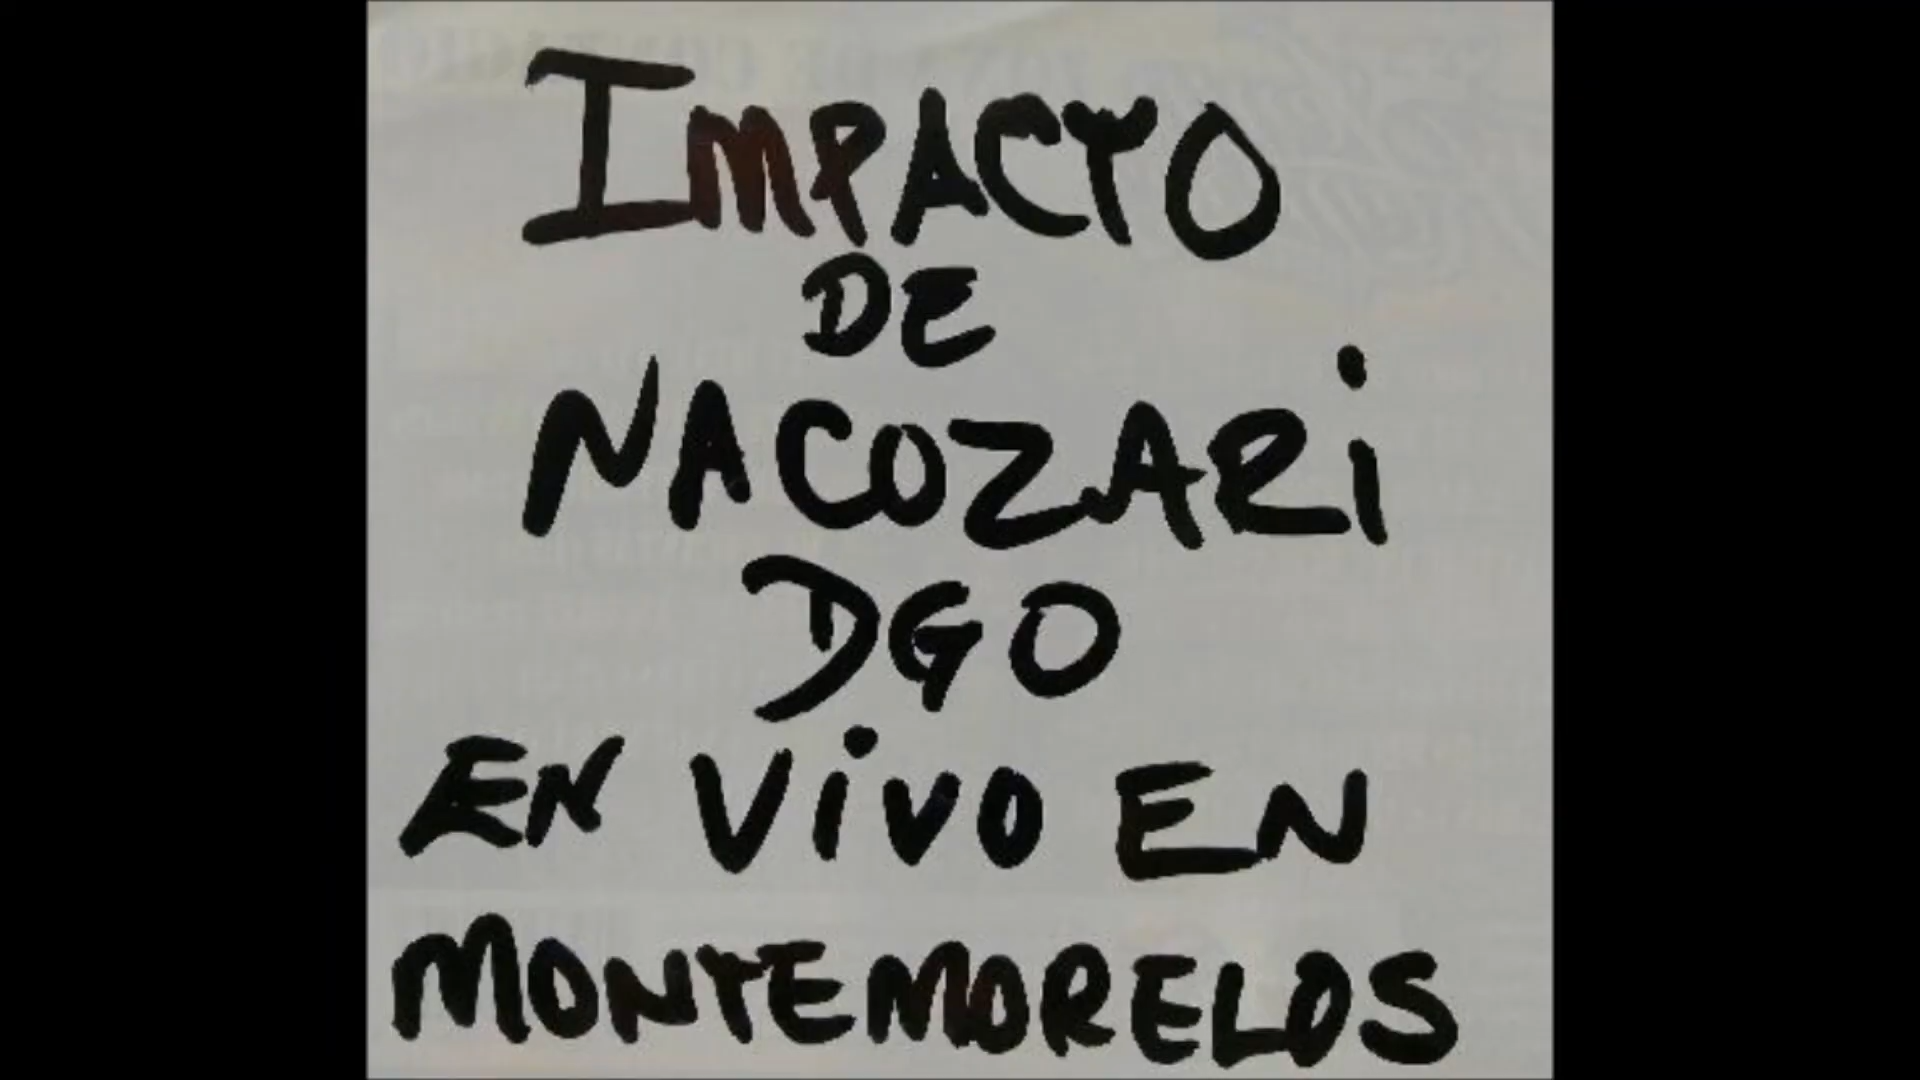 IMPACTO
DE
NACOZARi
DGO
EN ViVO EN
MONTEMORELOS